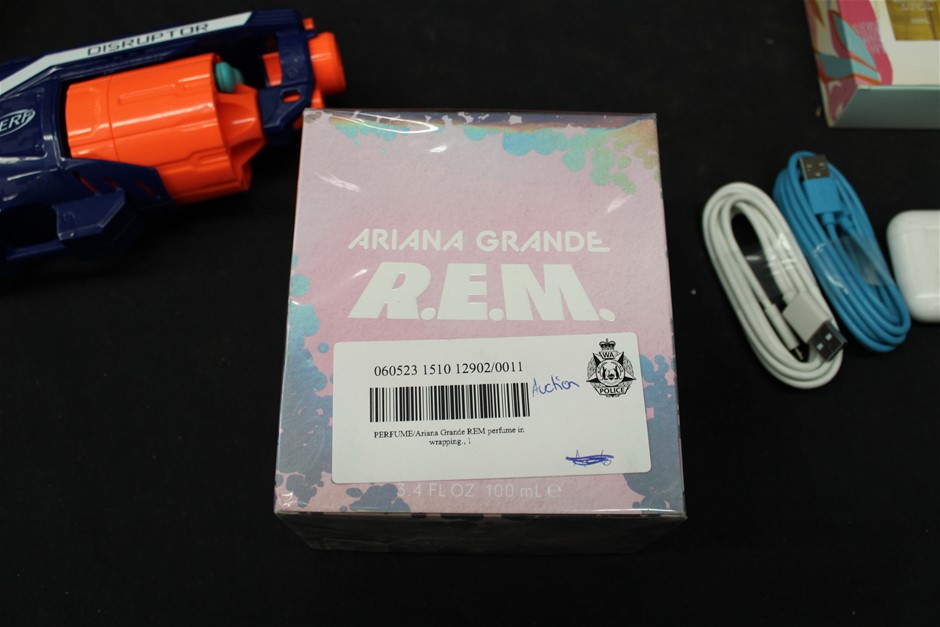 DISRUPTOR
ERF
ARIANA GRANDE
R.E.M.
060523 1510 12902/0011
Auction
WA
POLICE
PERFUME/Ariana Grande REM perfume in
wrapping., 1
3.4 FL OZ 100 mL e